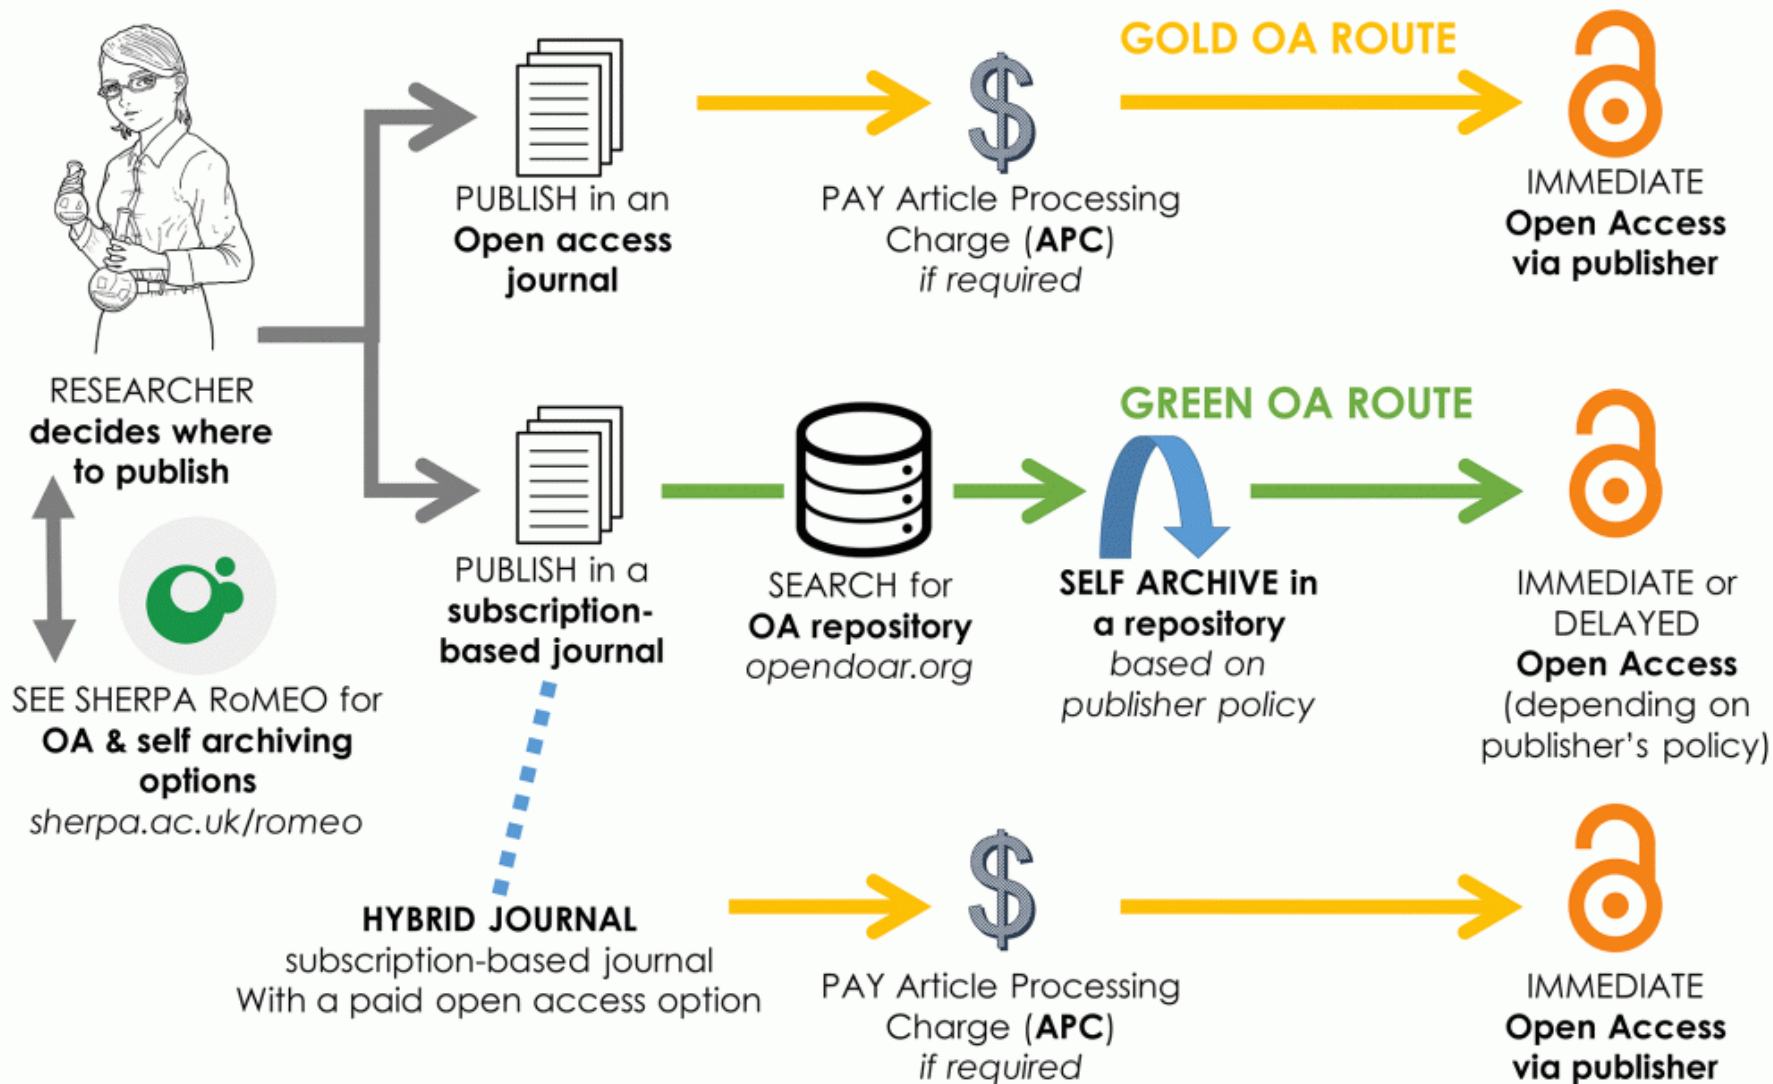 GOLD OA ROUTE
RESEARCHER
decides where
to publish
SEE SHERPA RoMEO for
OA & self archiving
options
sherpa.ac.uk/romeo
PUBLISH in an
Open access
journal
PAY Article Processing
Charge (APC)
if required
IMMEDIATE
Open Access
via publisher
GREEN OA ROUTE
PUBLISH in a
subscription-
based journal
SEARCH for
OA repository
opendoar.org
SELF ARCHIVE in
a repository
based on
publisher policy
IMMEDIATE or
DELAYED
Open Access
(depending on
publisher’s policy)
HYBRID JOURNAL
subscription-based journal
With a paid open access option
PAY Article Processing
Charge (APC)
if required
IMMEDIATE
Open Access
via publisher